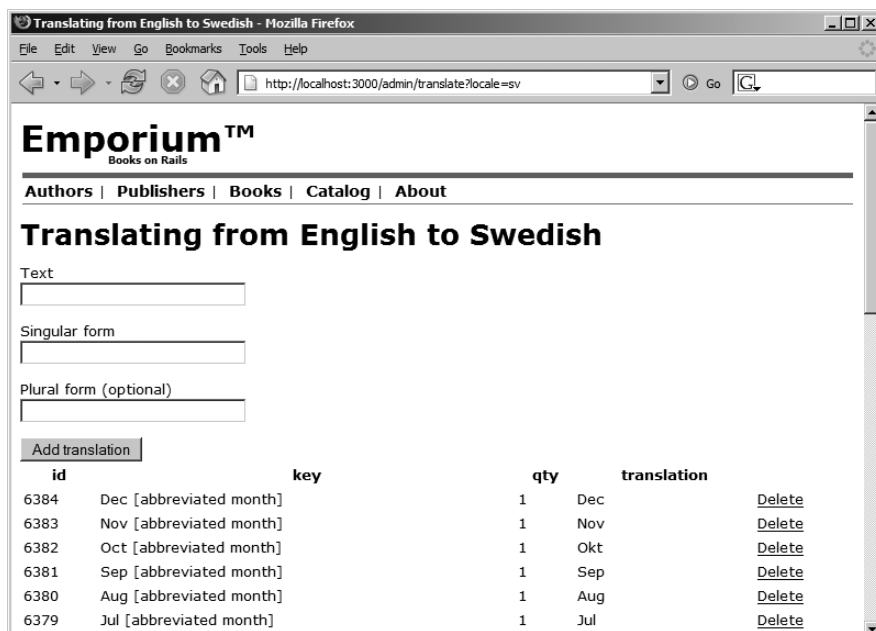 Translating from English to Swedish - Mozilla Firefox
File Edit View Go Bookmarks Tools Help
http://localhost:3000/admin/translate?locale=sv Go G
Emporium™
Books on Rails
Authors | Publishers | Books | Catalog | About
Translating from English to Swedish
Text
Singular form
Plural form (optional)
Add translation
id key qty translation
6384 Dec [abbreviated month] 1 Dec Delete
6383 Nov [abbreviated month] 1 Nov Delete
6382 Oct [abbreviated month] 1 Okt Delete
6381 Sep [abbreviated month] 1 Sep Delete
6380 Aug [abbreviated month] 1 Aug Delete
6379 Jul [abbreviated month] 1 Jul Delete